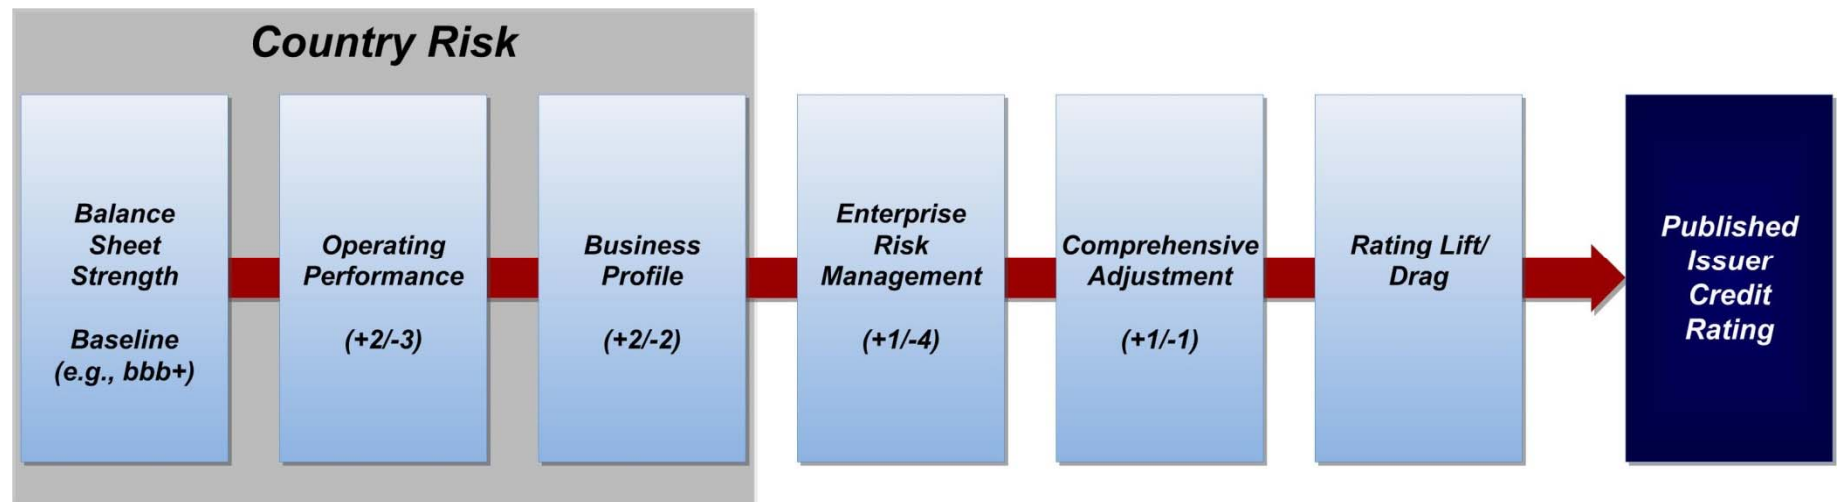 Country Risk
Balance
Sheet
Strength
Baseline
(e.g., bbb+)
Operating
Performance
(+2/-3)
Business
Profile
(+2/-2)
Enterprise
Risk
Management
(+1/-4)
Comprehensive
Adjustment
(+1/-1)
Rating Lift/
Drag
Published
Issuer
Credit
Rating